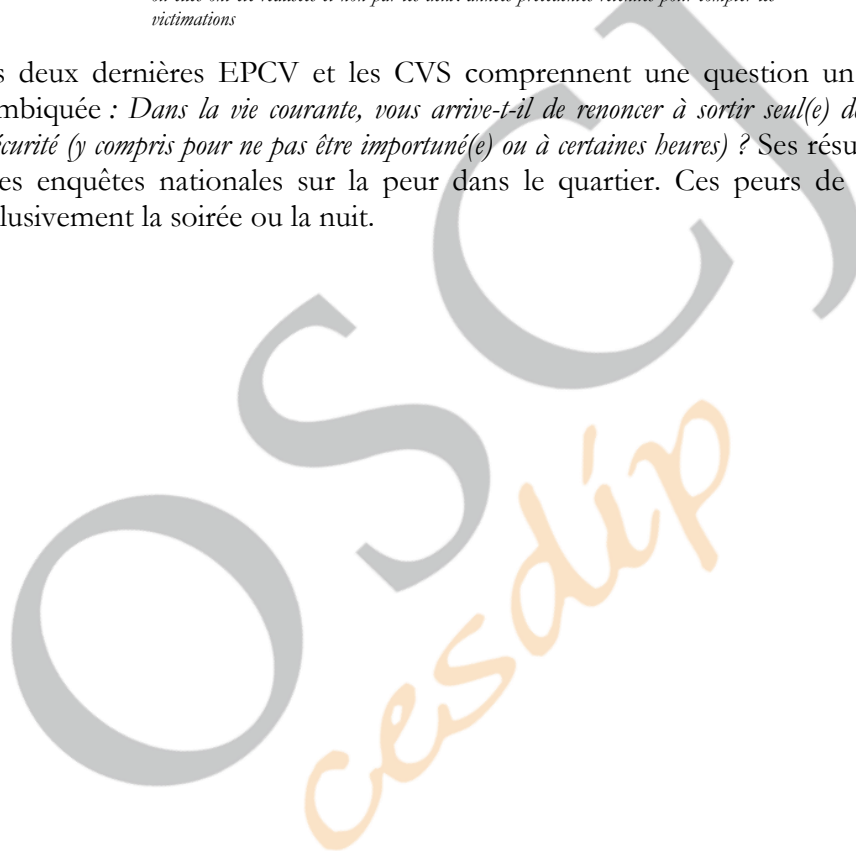 victimations
s deux dernières EPCV et les CVS comprennent une question un
mbiquée : Dans la vie courante, vous arrive-t-il de renoncer à sortir seul(e) d
curité (y compris pour ne pas être importuné(e) ou à certaines heures) ? Ses résu
es enquêtes nationales sur la peur dans le quartier. Ces peurs de
lusivement la soirée ou la nuit.
OSCJ
cesdip